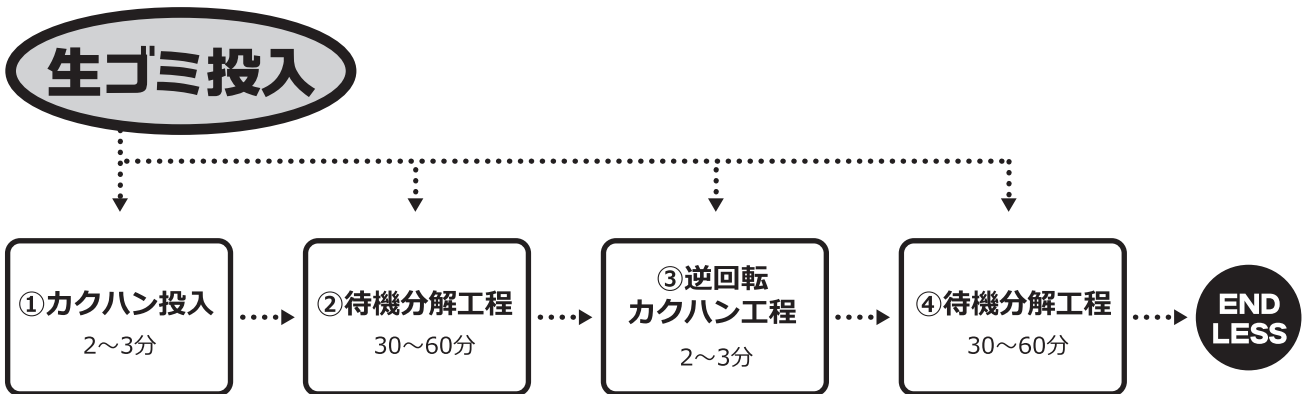 生ゴミ投入
①カクハン投入
2～3分
②待機分解工程
30～60分
③逆回転
カクハン工程
2～3分
④待機分解工程
30～60分
END
LESS